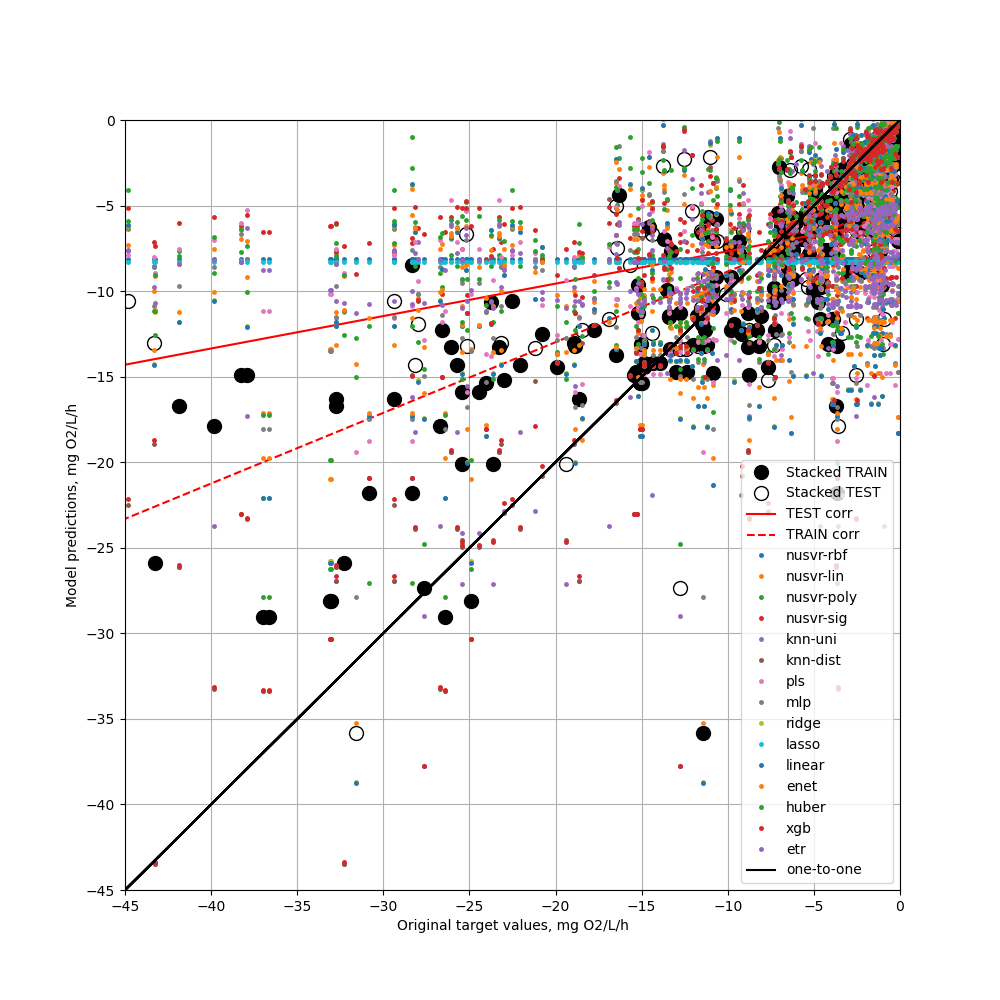 0
−5
−10
−15
−20
−25
−30
−35
−40
−45
Model predictions, mg O2/L/h
−45 −40 −35 −30 −25 −20 −15 −10 −5 0
Original target values, mg O2/L/h
Stacked TRAIN
Stacked TEST
TEST corr
TRAIN corr
nusvr-rbf
nusvr-lin
nusvr-poly
nusvr-sig
knn-uni
knn-dist
pls
mlp
ridge
lasso
linear
enet
huber
xgb
etr
one-to-one